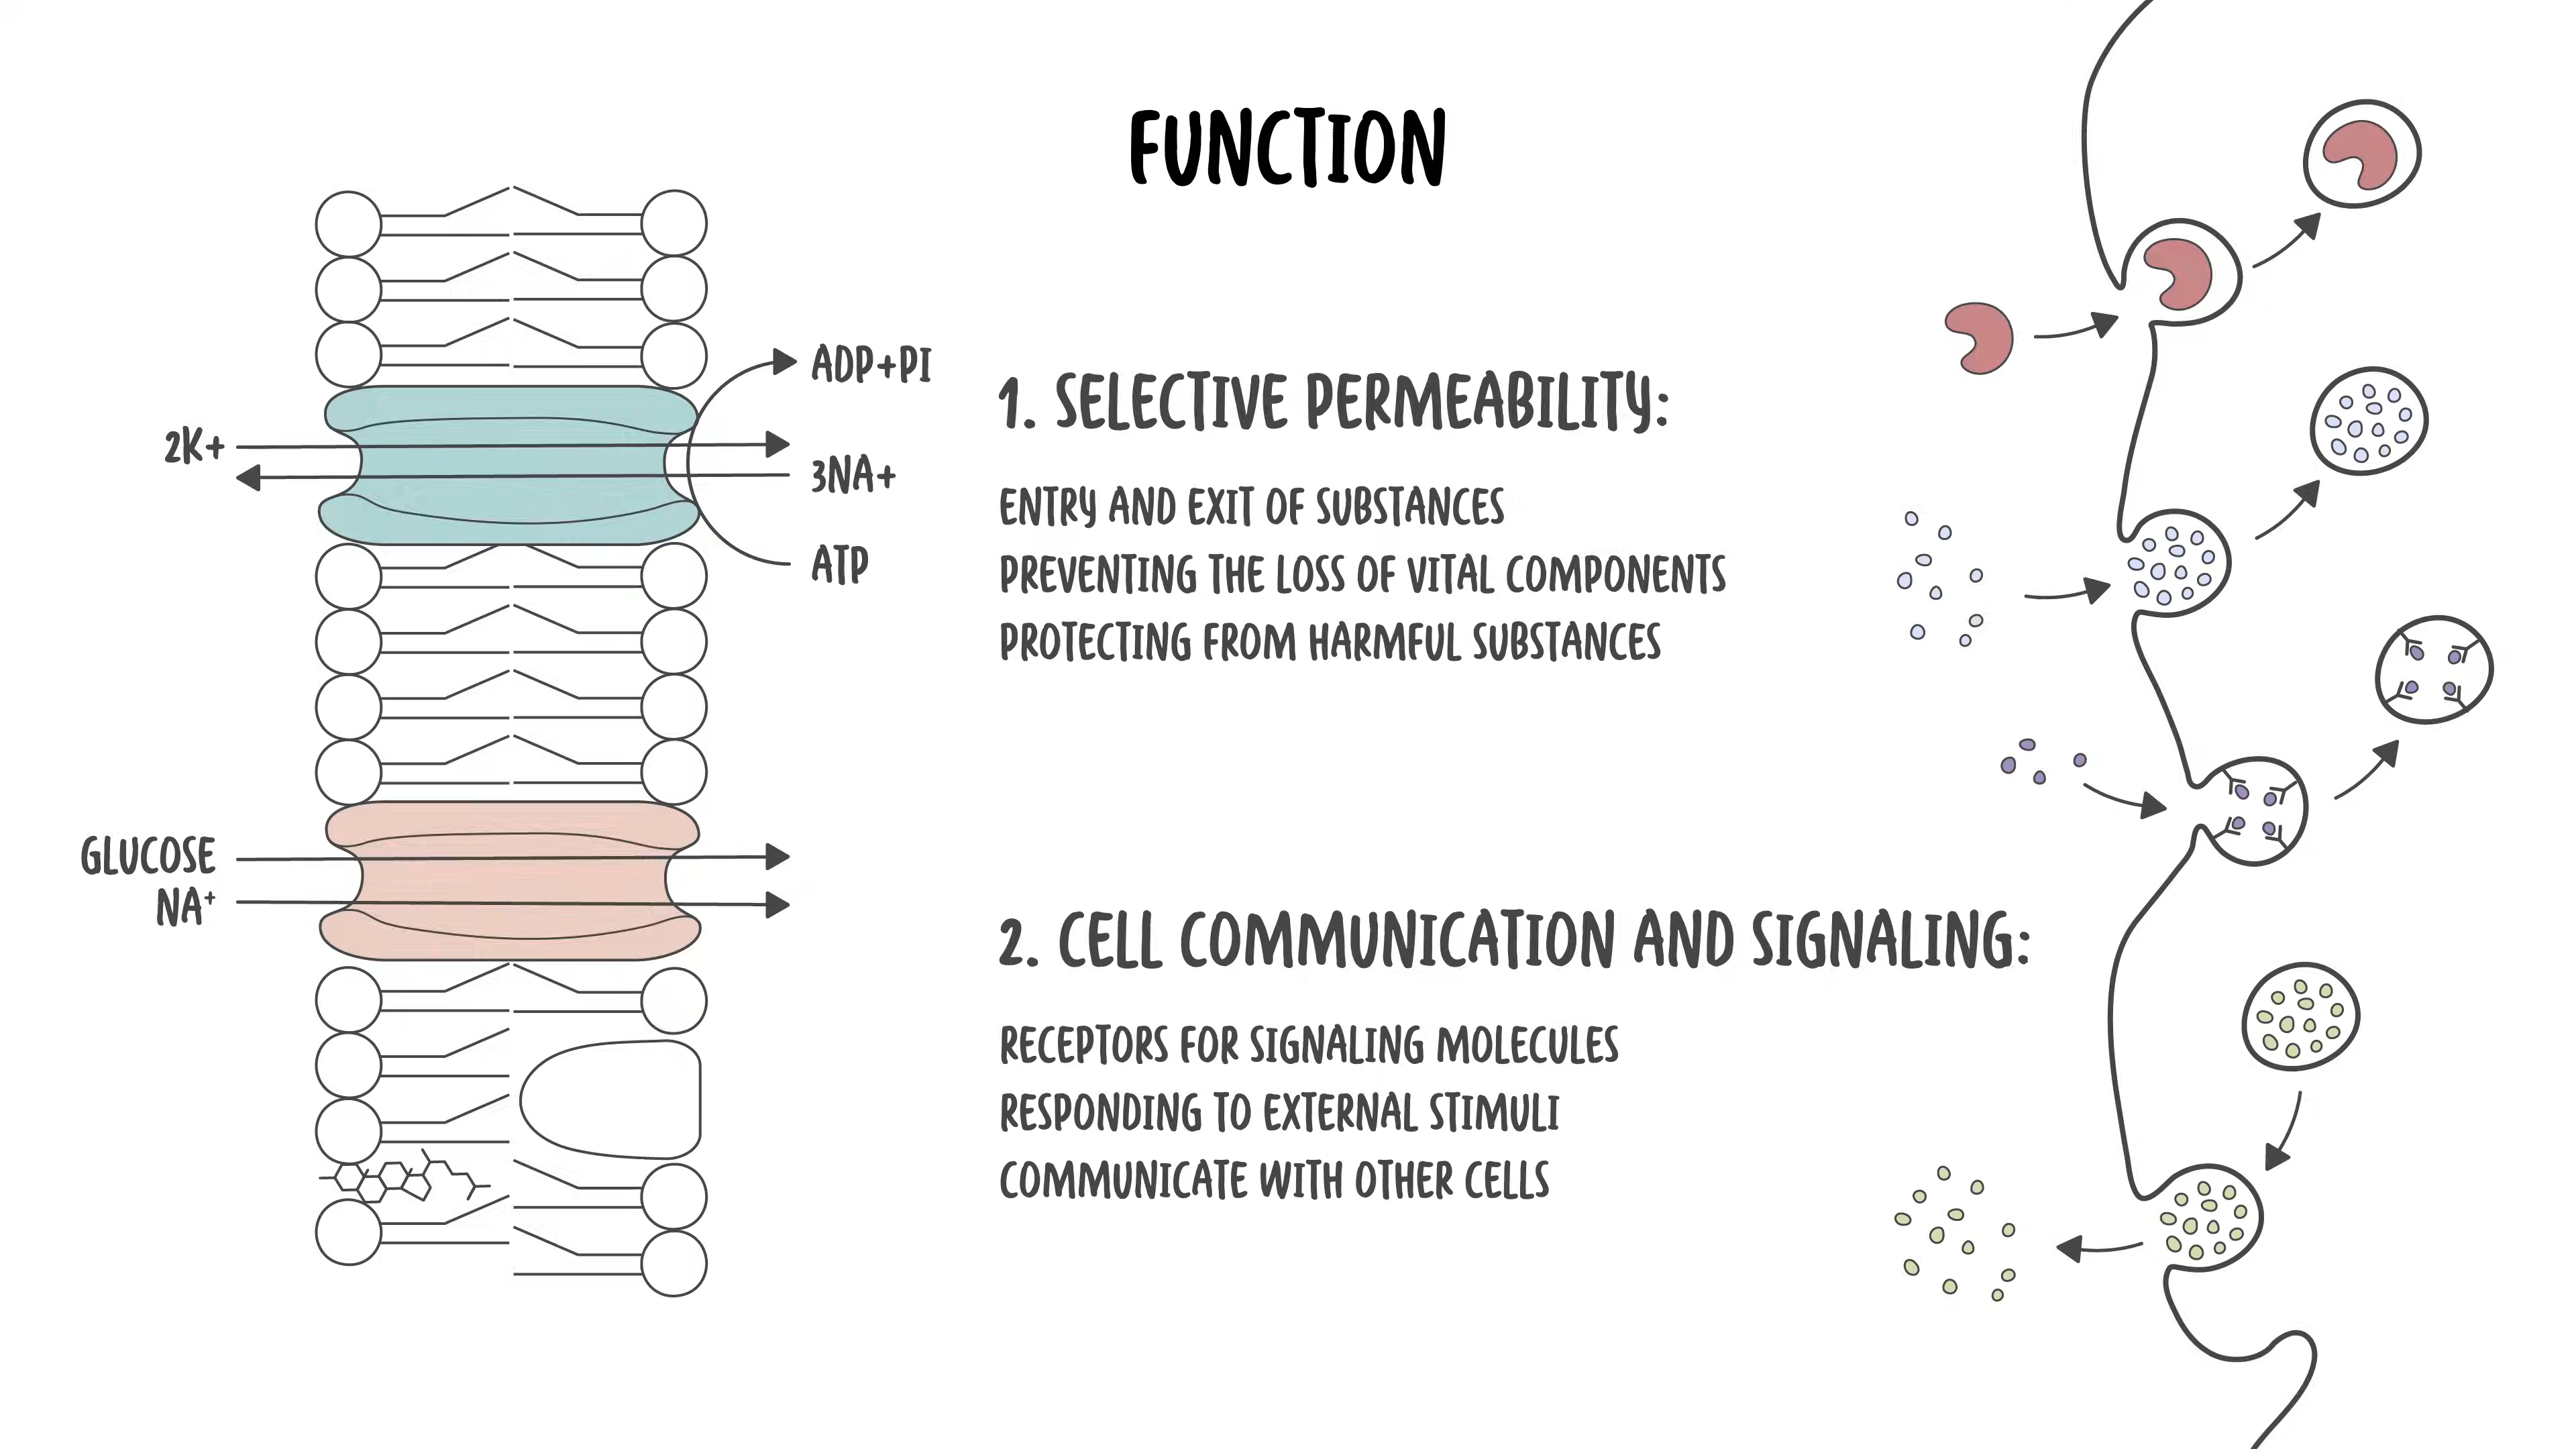 FUNCTION
ADP+PI
2K+
3NA+
ATP
GLUCOSE
NA⁺
1. SELECTIVE PERMEABILITY:
ENTRY AND EXIT OF SUBSTANCES
PREVENTING THE LOSS OF VITAL COMPONENTS
PROTECTING FROM HARMFUL SUBSTANCES
2. CELL COMMUNICATION AND SIGNALING:
RECEPTORS FOR SIGNALING MOLECULES
RESPONDING TO EXTERNAL STIMULI
COMMUNICATE WITH OTHER CELLS